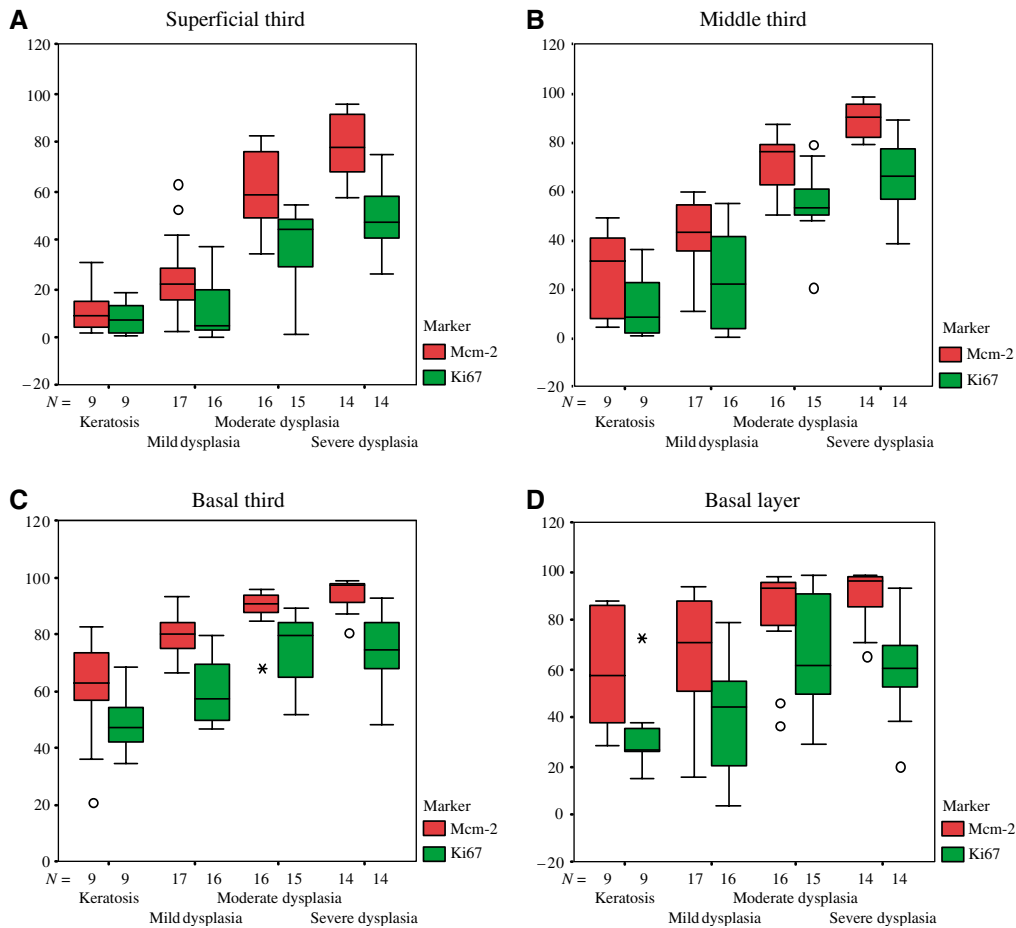 A Superficial third
120
100
80
60
40
20
0
−20
Marker
Mcm-2
Ki67
N = 9 9 17 16 16 15 14 14
Keratosis Moderate dysplasia
Mild dysplasia Severe dysplasia
B Middle third
120
100
80
60
40
20
0
−20
Marker
Mcm-2
Ki67
N = 9 9 17 16 16 15 14 14
Keratosis Moderate dysplasia
Mild dysplasia Severe dysplasia
C Basal third
120
100
80
60
40
20
0
Marker
Mcm-2
Ki67
N = 9 9 17 16 16 15 14 14
Keratosis Moderate dysplasia
Mild dysplasia Severe dysplasia
D Basal layer
120
100
80
60
40
20
0
−20
Marker
Mcm-2
Ki67
N = 9 9 17 16 16 15 14 14
Keratosis Moderate dysplasia
Mild dysplasia Severe dysplasia